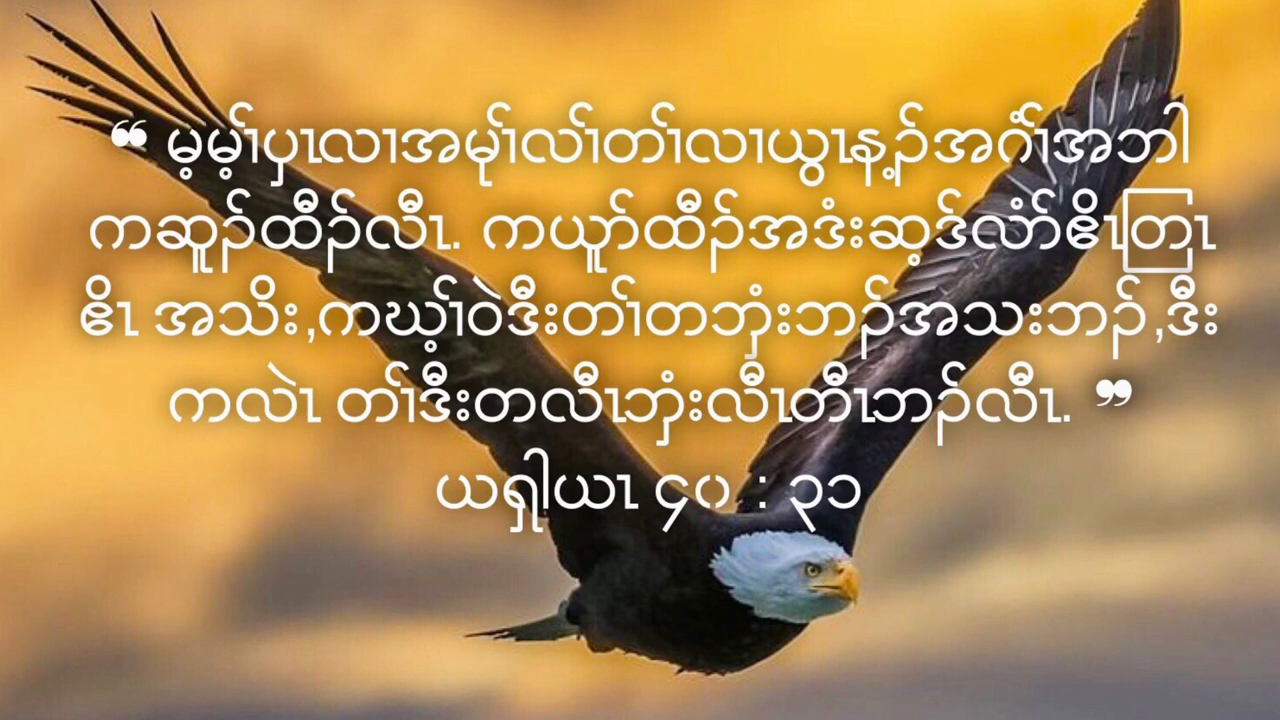 ❝ မ့မ့ၢ်ပှၤလၢအမုၢ်လၢ်တၢ်လၢယွၤန့ၣ်အဂံၢ်အဘါ
ကဆူၣ်ထီၣ်လီၤ. ကယူာ်ထီၣ်အဒံးဆ့ဒ်လံာ်ဧိၤတြၤ
ဧိၤ အသိး,ကဃ့ၢ်ဝဲဒီးတၢ်တဘှံးဘၣ်အသးဘၣ်,ဒီး
ကလဲၤ တၢ်ဒီးတလီၤဘှံးလီၤတီၤဘၣ်လီၤ. ❞
ယရှါယၤ ၄၀ : ၃၁